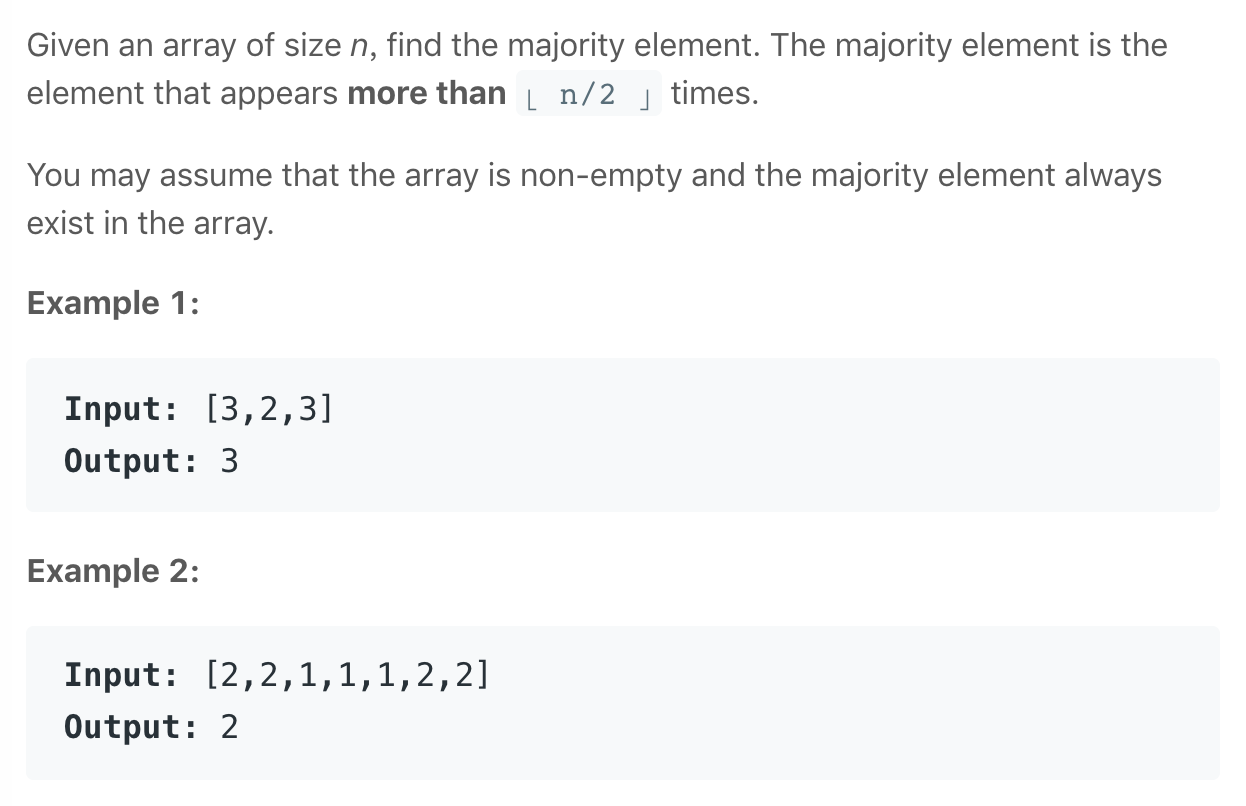 Given an array of size n, find the majority element. The majority element is the
element that appears more than ⌊ n/2 ⌋ times.
You may assume that the array is non-empty and the majority element always
exist in the array.
Example 1:
Input: [3,2,3]
Output: 3
Example 2:
Input: [2,2,1,1,1,2,2]
Output: 2